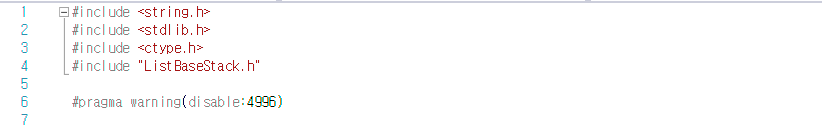 1 #include <string.h>
2 #include <stdlib.h>
3 #include <ctype.h>
4 #include "ListBaseStack.h"
5
6 #pragma warning(disable:4996)
7